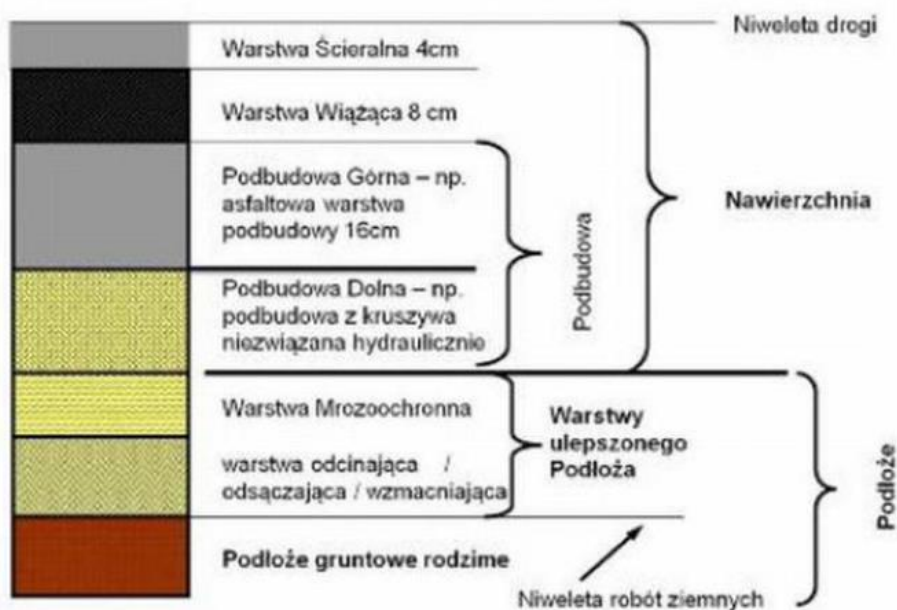 Niweleta drogi
Warstwa Ścieralna 4cm
Warstwa Wiążąca 8 cm
Podbudowa Górna – np.
asfaltowa warstwa
podbudowy 16cm
Podbudowa
Nawierzchnia
Podbudowa Dolna – np.
podbudowa z kruszywa
niezwiązana hydraulicznie
Warstwa Mrozoochronna
Warstwy
ulepszonego
Podłoża
warstwa odcinająca /
odsączająca / wzmacniająca
Podłoże
Podłoże gruntowe rodzime
Niweleta robót ziemnych